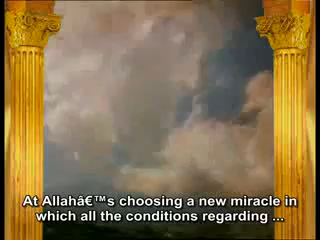 At Allahâ€™s choosing a new miracle in
which all the conditions regarding ...